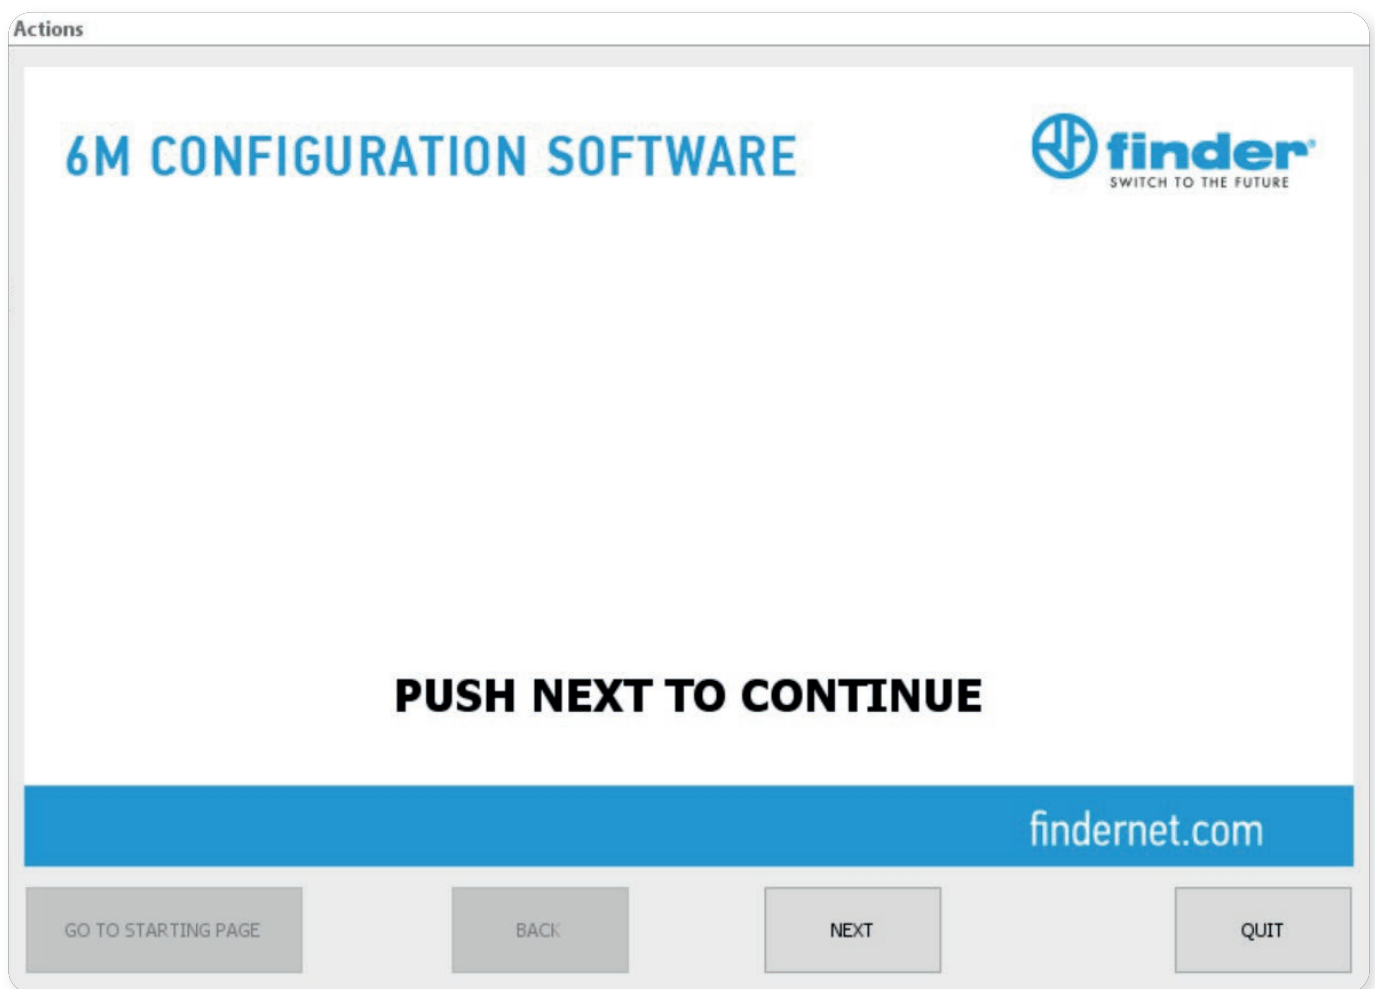 Actions
6M CONFIGURATION SOFTWARE
finder®
SWITCH TO THE FUTURE
PUSH NEXT TO CONTINUE
findernet.com
GO TO STARTING PAGE
BACK
NEXT
QUIT